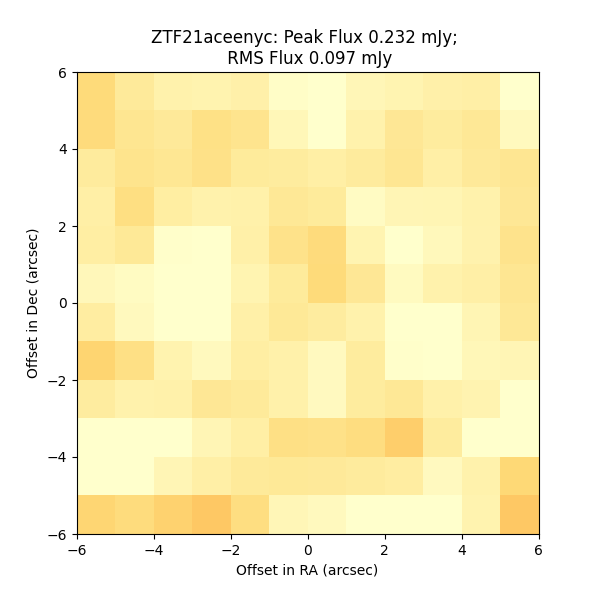 ZTF21aceenyc: Peak Flux 0.232 mJy;
RMS Flux 0.097 mJy
6
4
2
0
−2
−4
−6
Offset in Dec (arcsec)
−6 −4 −2 0 2 4 6
Offset in RA (arcsec)